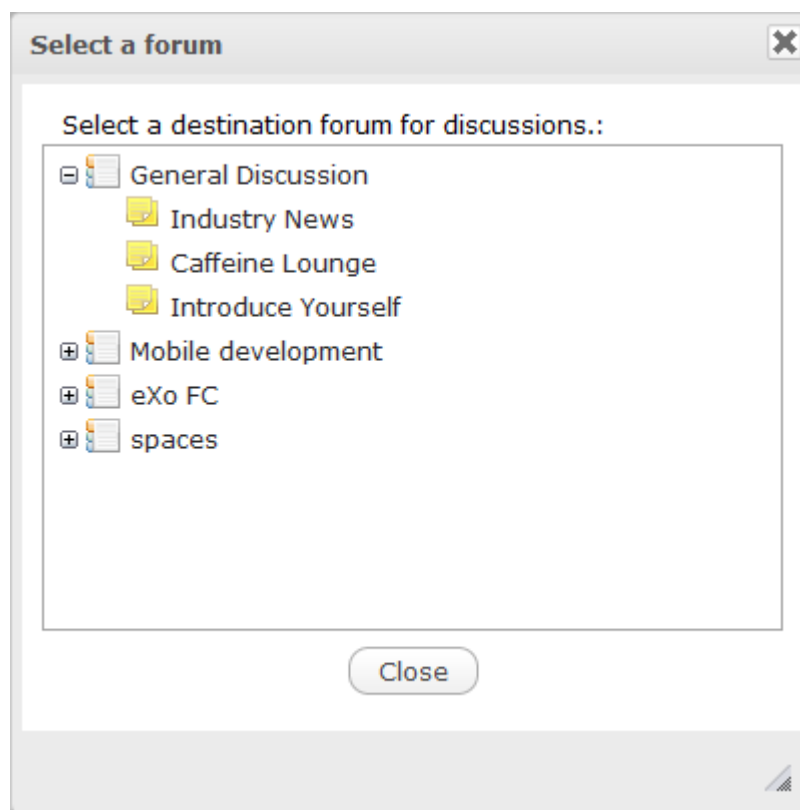 Select a forum
Select a destination forum for discussions.:
General Discussion
Industry News
Caffeine Lounge
Introduce Yourself
Mobile development
eXo FC
spaces
Close